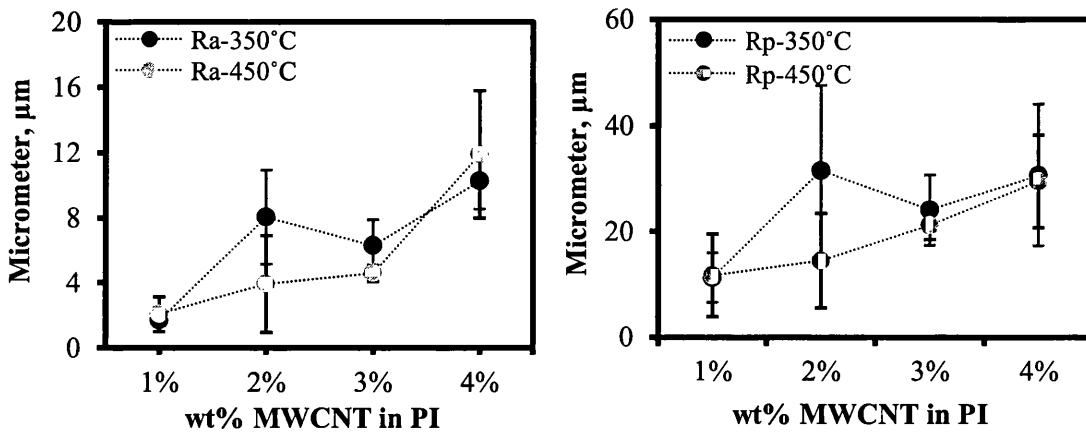 20
16
12
8
4
0
Micrometer, µm
Ra-350˚C
Ra-450˚C
1% 2% 3% 4%
wt% MWCNT in PI
60
40
20
0
Micrometer, µm
Rp-350˚C
Rp-450˚C
1% 2% 3% 4%
wt% MWCNT in PI